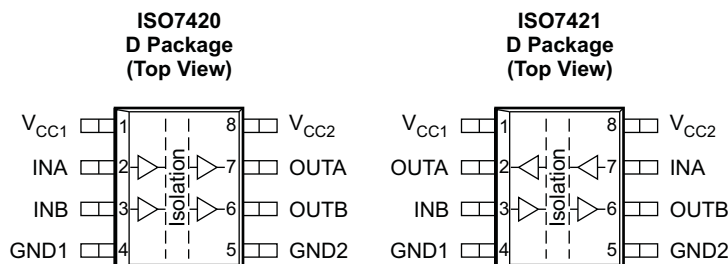 ISO7420
D Package
(Top View)
VCC1 1 8 VCC2
INA 2 7 OUTA
INB 3 6 OUTB
GND1 4 5 GND2
Isolation
ISO7421
D Package
(Top View)
VCC1 1 8 VCC2
OUTA 2 7 INA
INB 3 6 OUTB
GND1 4 5 GND2
Isolation